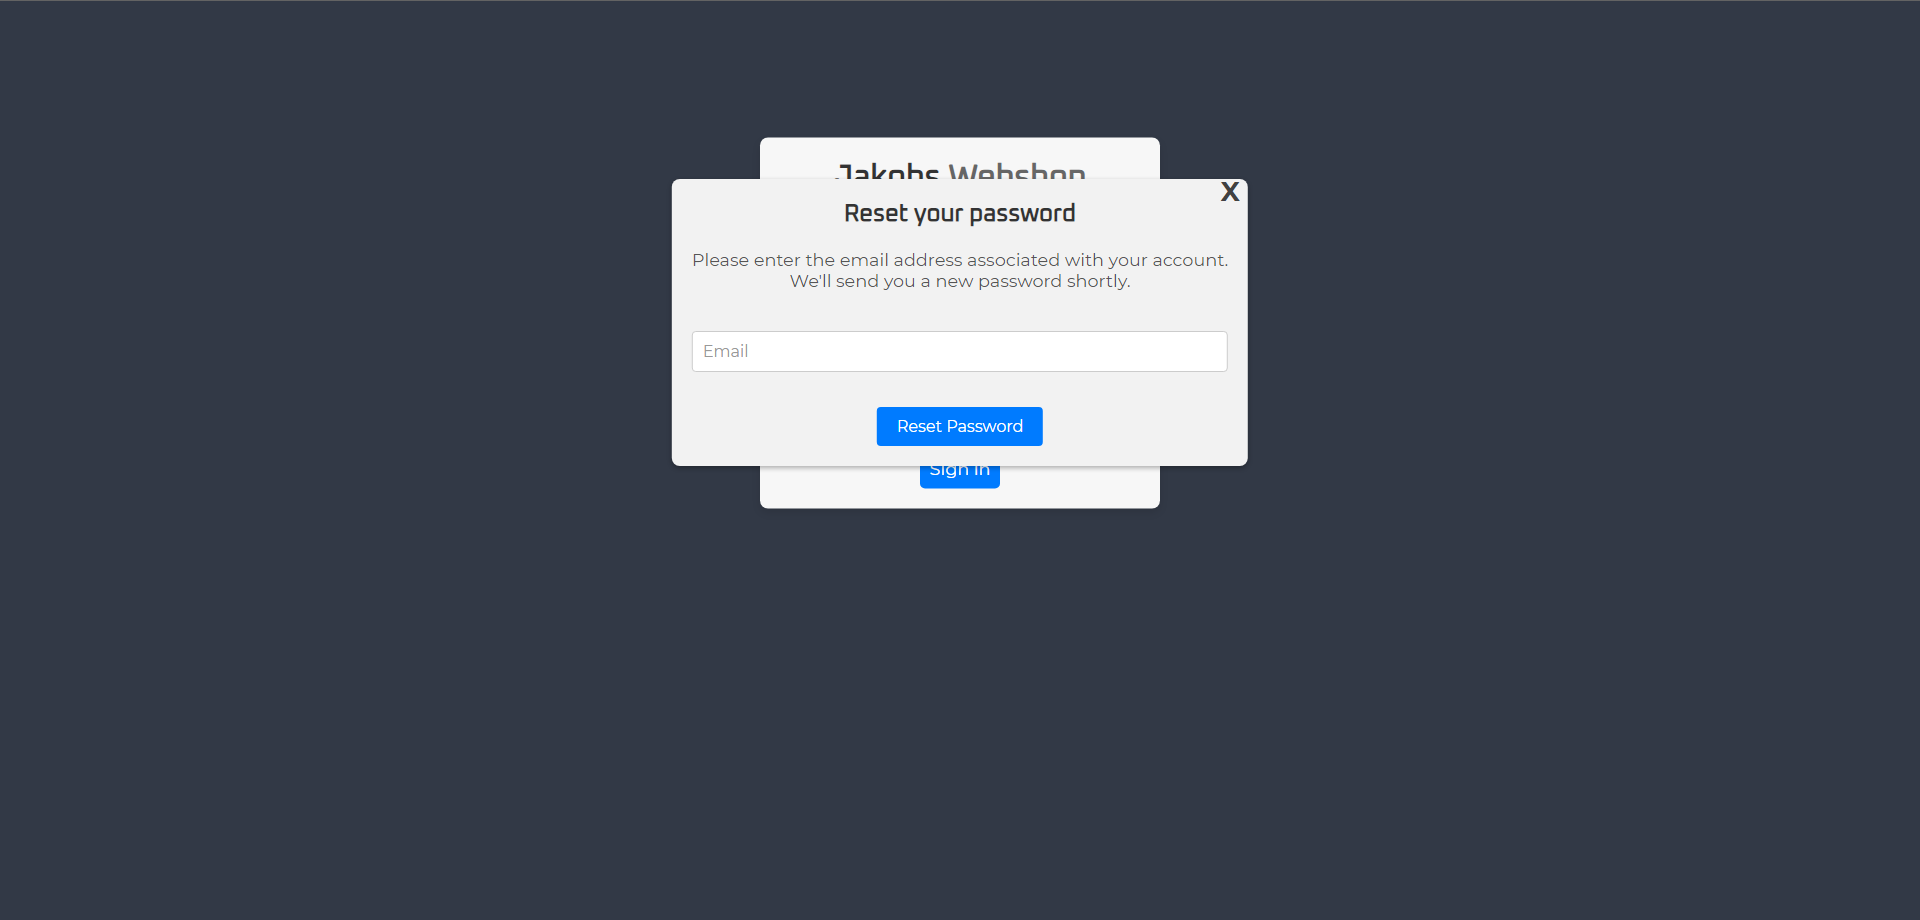 Jakobs Webshop
X
Reset your password
Please enter the email address associated with your account.
We'll send you a new password shortly.
Email
Reset Password
Sign in